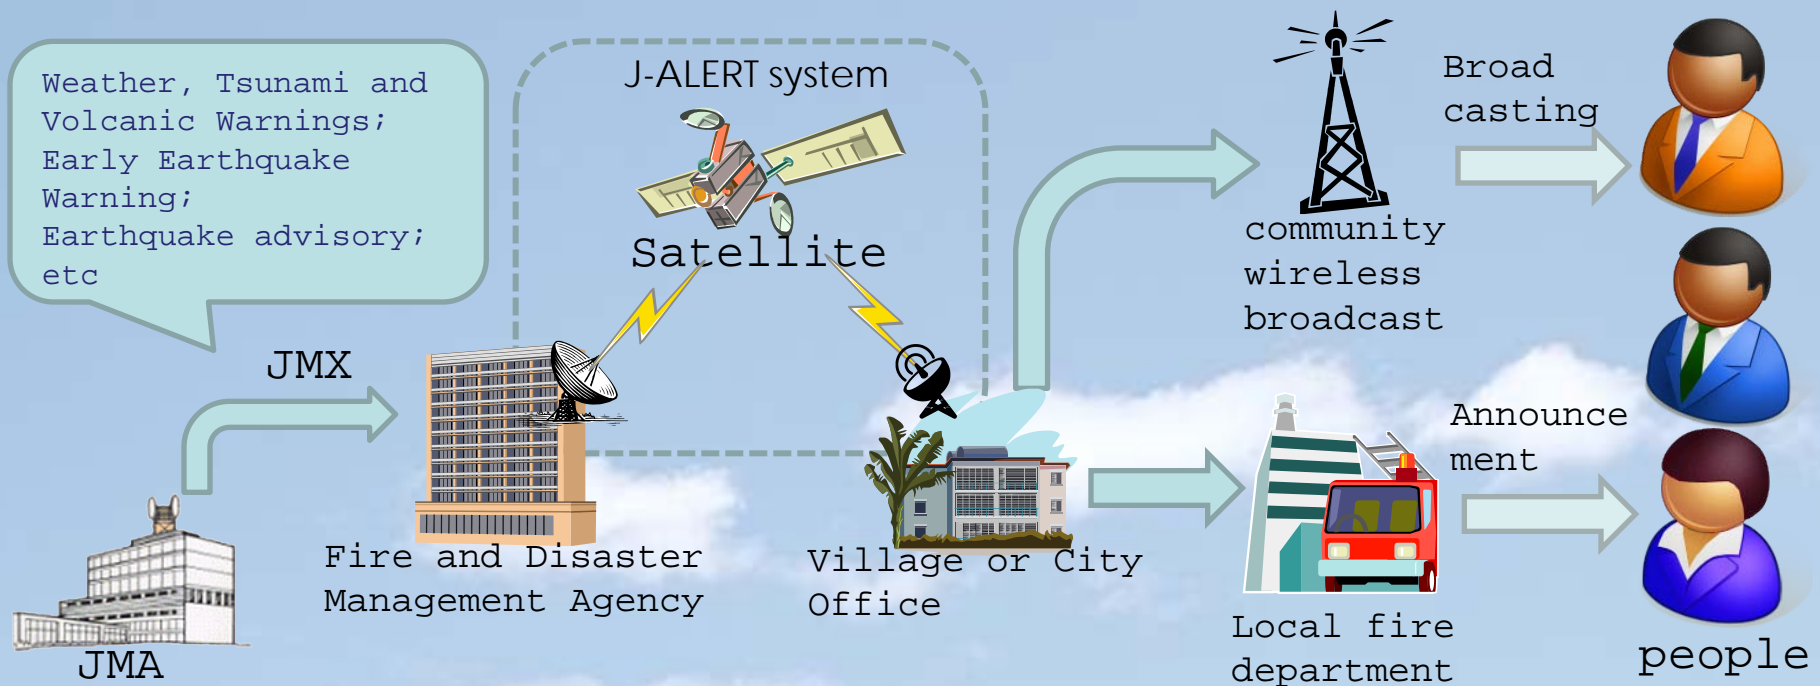 Weather, Tsunami and
Volcanic Warnings;
Early Earthquake
Warning;
Earthquake advisory;
etc
J-ALERT system
Satellite
JMX
JMA
Fire and Disaster
Management Agency
Village or City
Office
community
wireless
broadcast
Broad
casting
Local fire
department
Announce
ment
people